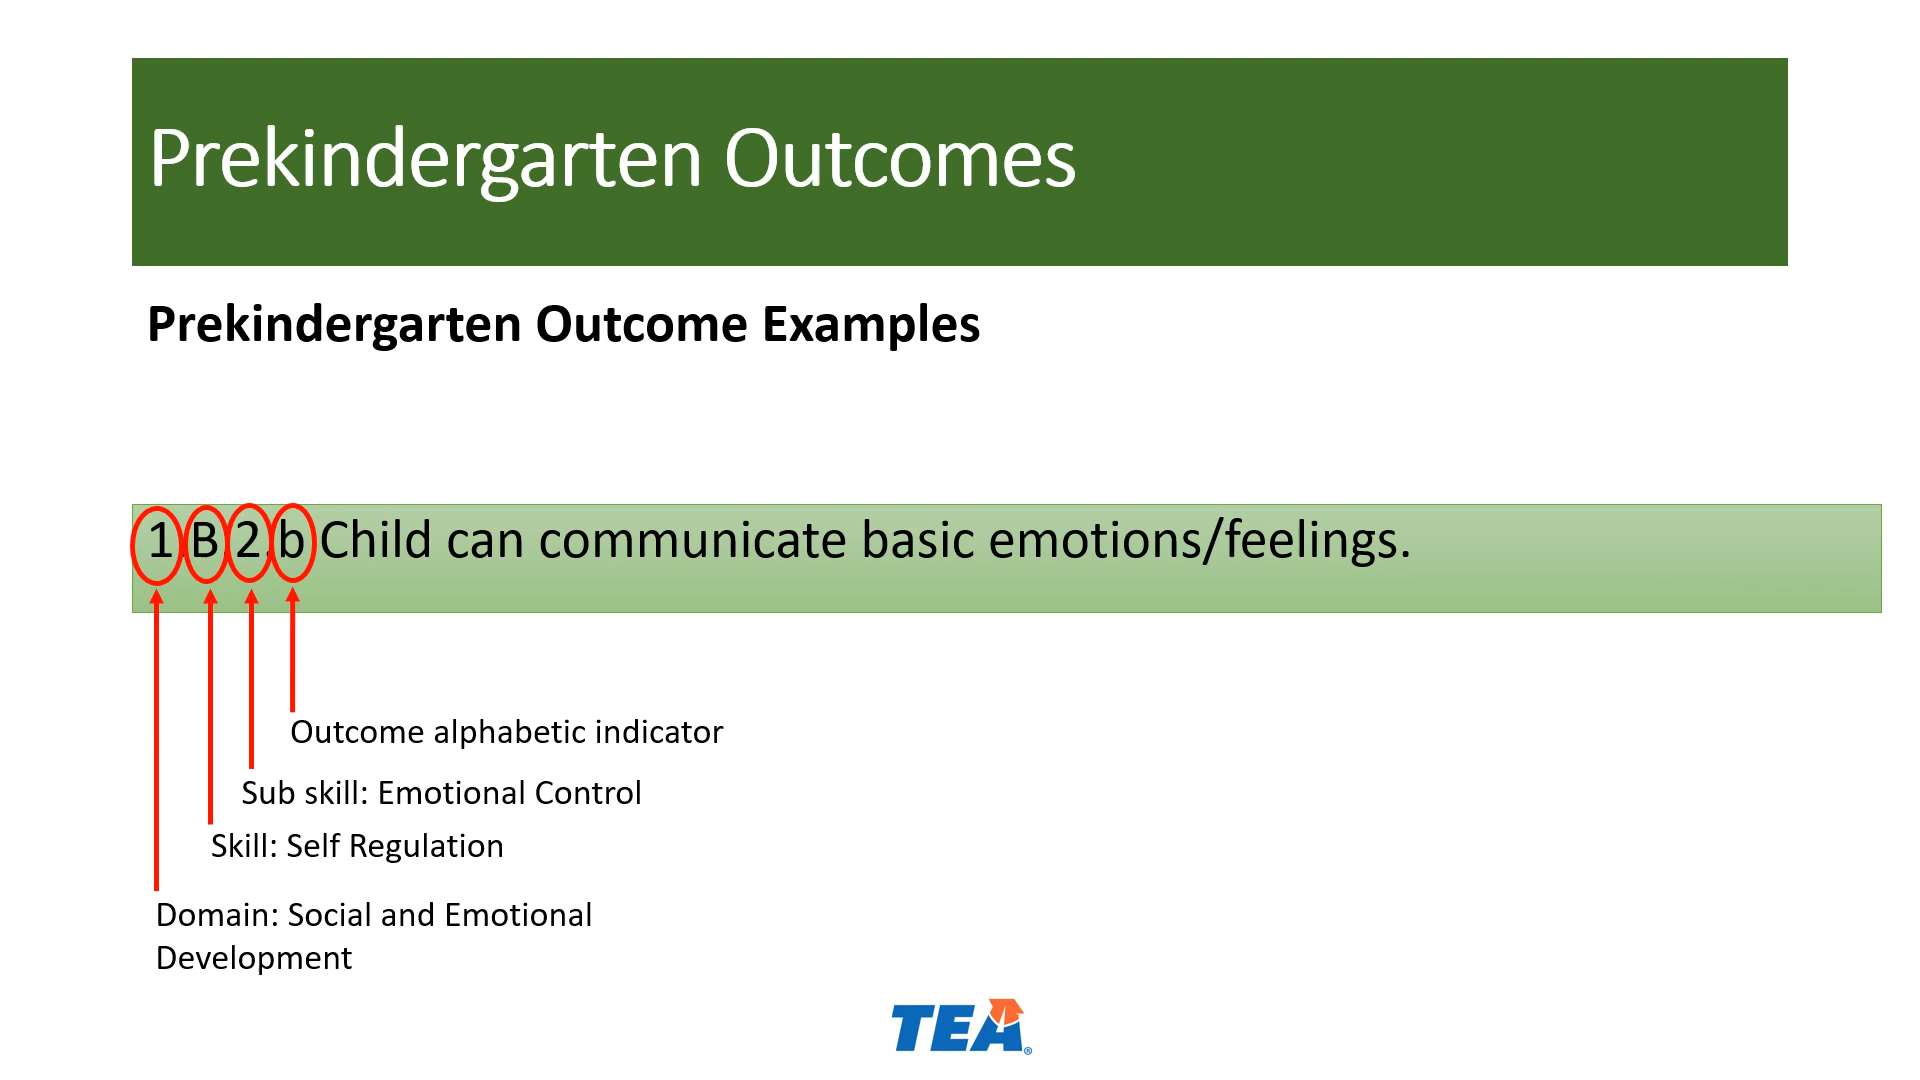 Prekindergarten Outcomes
Prekindergarten Outcome Examples
1.B.2.b Child can communicate basic emotions/feelings.
Outcome alphabetic indicator
Sub skill: Emotional Control
Skill: Self Regulation
Domain: Social and Emotional
Development
TEA®